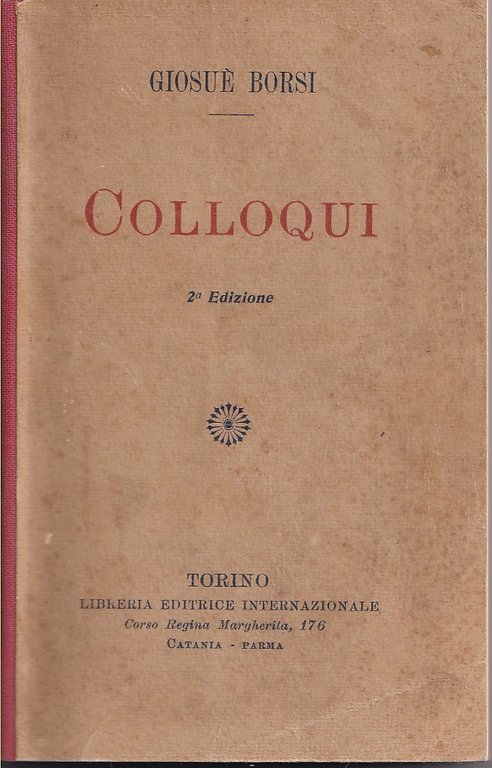 GIOSUÈ BORSI
COLLOQUI
2ª Edizione
TORINO
LIBRERIA EDITRICE INTERNAZIONALE
Corso Regina Margherita, 176
CATANIA - PARMA